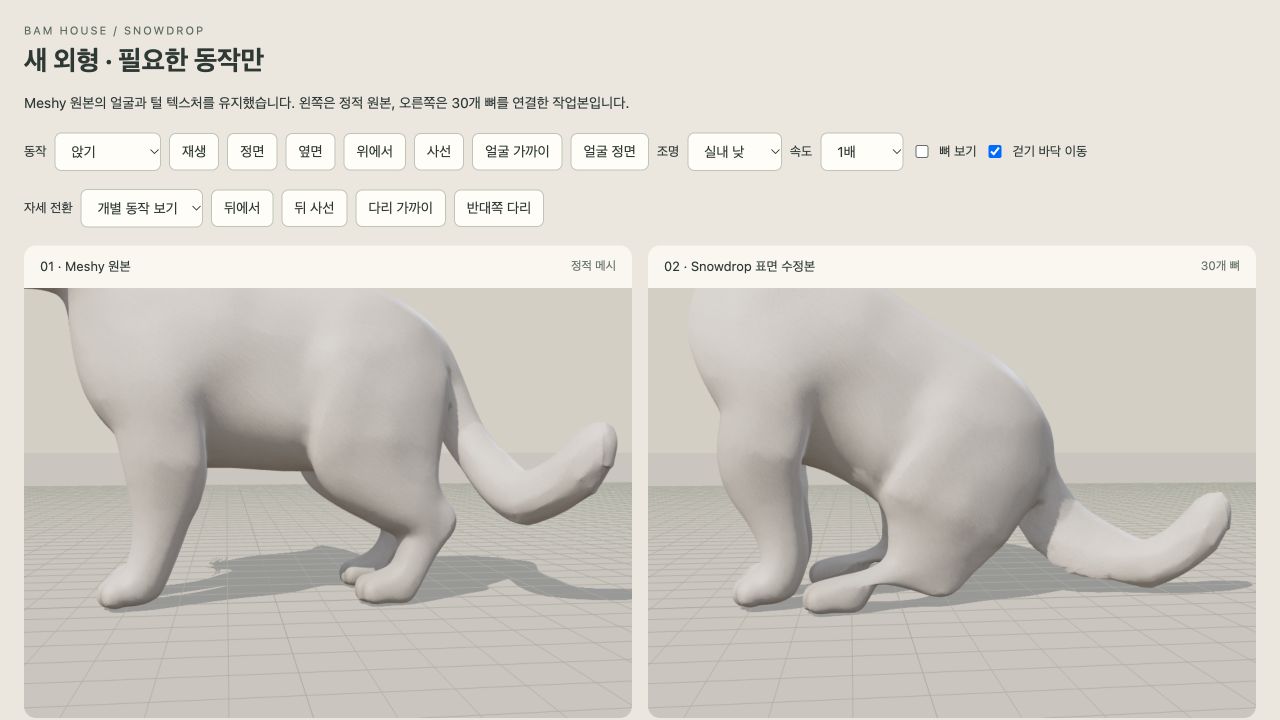 BAM HOUSE / SNOWDROP
새 외형 · 필요한 동작만
Meshy 원본의 얼굴과 털 텍스처를 유지했습니다. 왼쪽은 정적 원본, 오른쪽은 30개 뼈를 연결한 작업본입니다.
동작 앉기 재생 정면 옆면 위에서 사선 얼굴 가까이 얼굴 정면 조명 실내 낮 속도 1배 뼈 보기 걷기 바닥 이동
자세 전환 개별 동작 보기 뒤에서 뒤 사선 다리 가까이 반대쪽 다리
01 · Meshy 원본 정적 메시
02 · Snowdrop 표면 수정본 30개 뼈